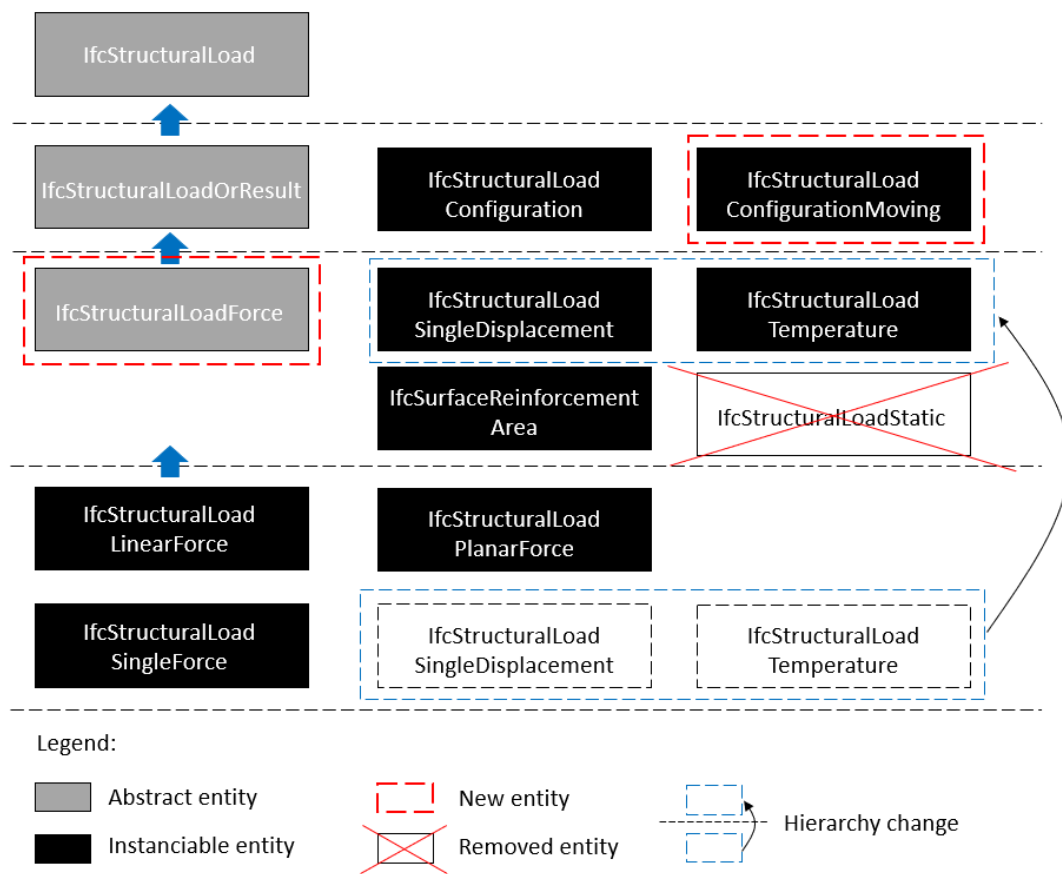 IfcStructuralLoad
IfcStructuralLoadOrResult
IfcStructuralLoad
Configuration
IfcStructuralLoad
ConfigurationMoving
IfcStructuralLoadForce
IfcStructuralLoad
SingleDisplacement
IfcStructuralLoad
Temperature
IfcSurfaceReinforcement
Area
IfcStructuralLoadStatic
IfcStructuralLoad
LinearForce
IfcStructuralLoad
PlanarForce
IfcStructuralLoad
SingleForce
IfcStructuralLoad
SingleDisplacement
IfcStructuralLoad
Temperature
Legend:
Abstract entity
New entity
Hierarchy change
Instanciable entity
Removed entity